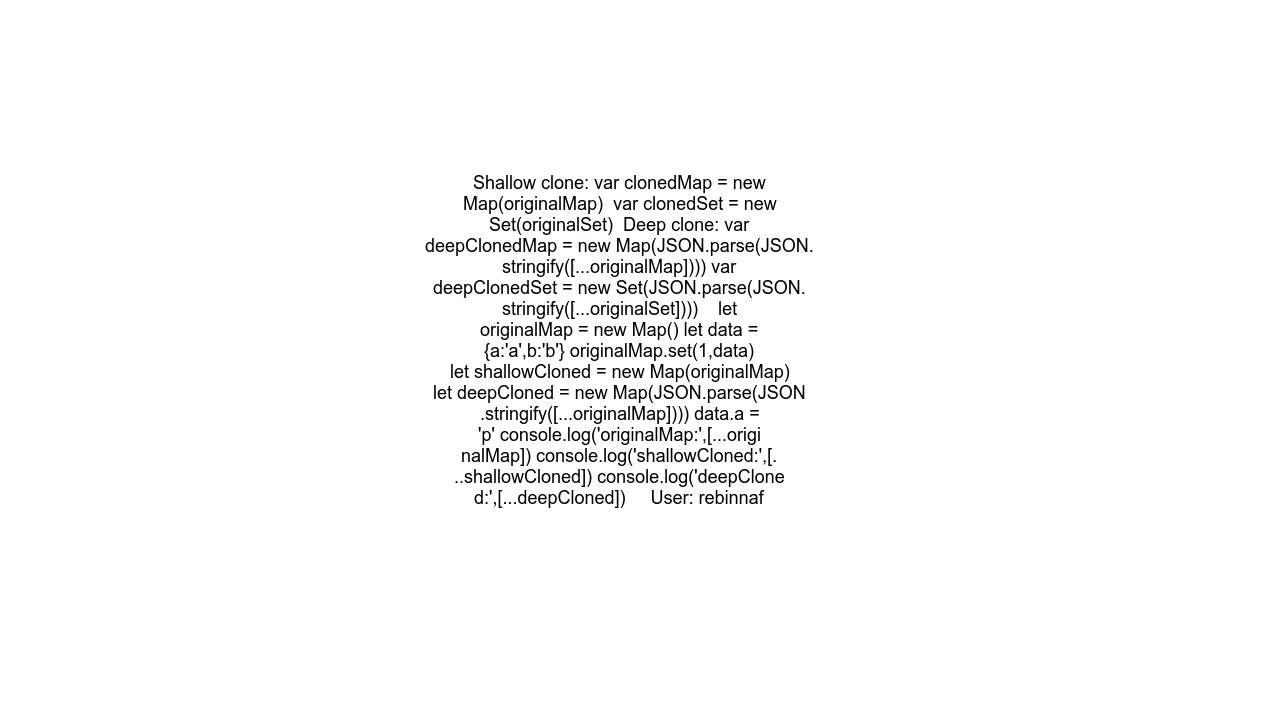 Shallow clone: var clonedMap = new
Map(originalMap)  var clonedSet = new
Set(originalSet)  Deep clone: var
deepClonedMap = new Map(JSON.parse(JSON.
stringify([...originalMap]))) var
deepClonedSet = new Set(JSON.parse(JSON.
stringify([...originalSet])))    let
originalMap = new Map() let data =
{a:'a',b:'b'} originalMap.set(1,data)
let shallowCloned = new Map(originalMap)
let deepCloned = new Map(JSON.parse(JSON
.stringify([...originalMap]))) data.a =
'p' console.log('originalMap:',[...origi
nalMap]) console.log('shallowCloned:',[.
..shallowCloned]) console.log('deepClone
d:',[...deepCloned])     User: rebinnaf